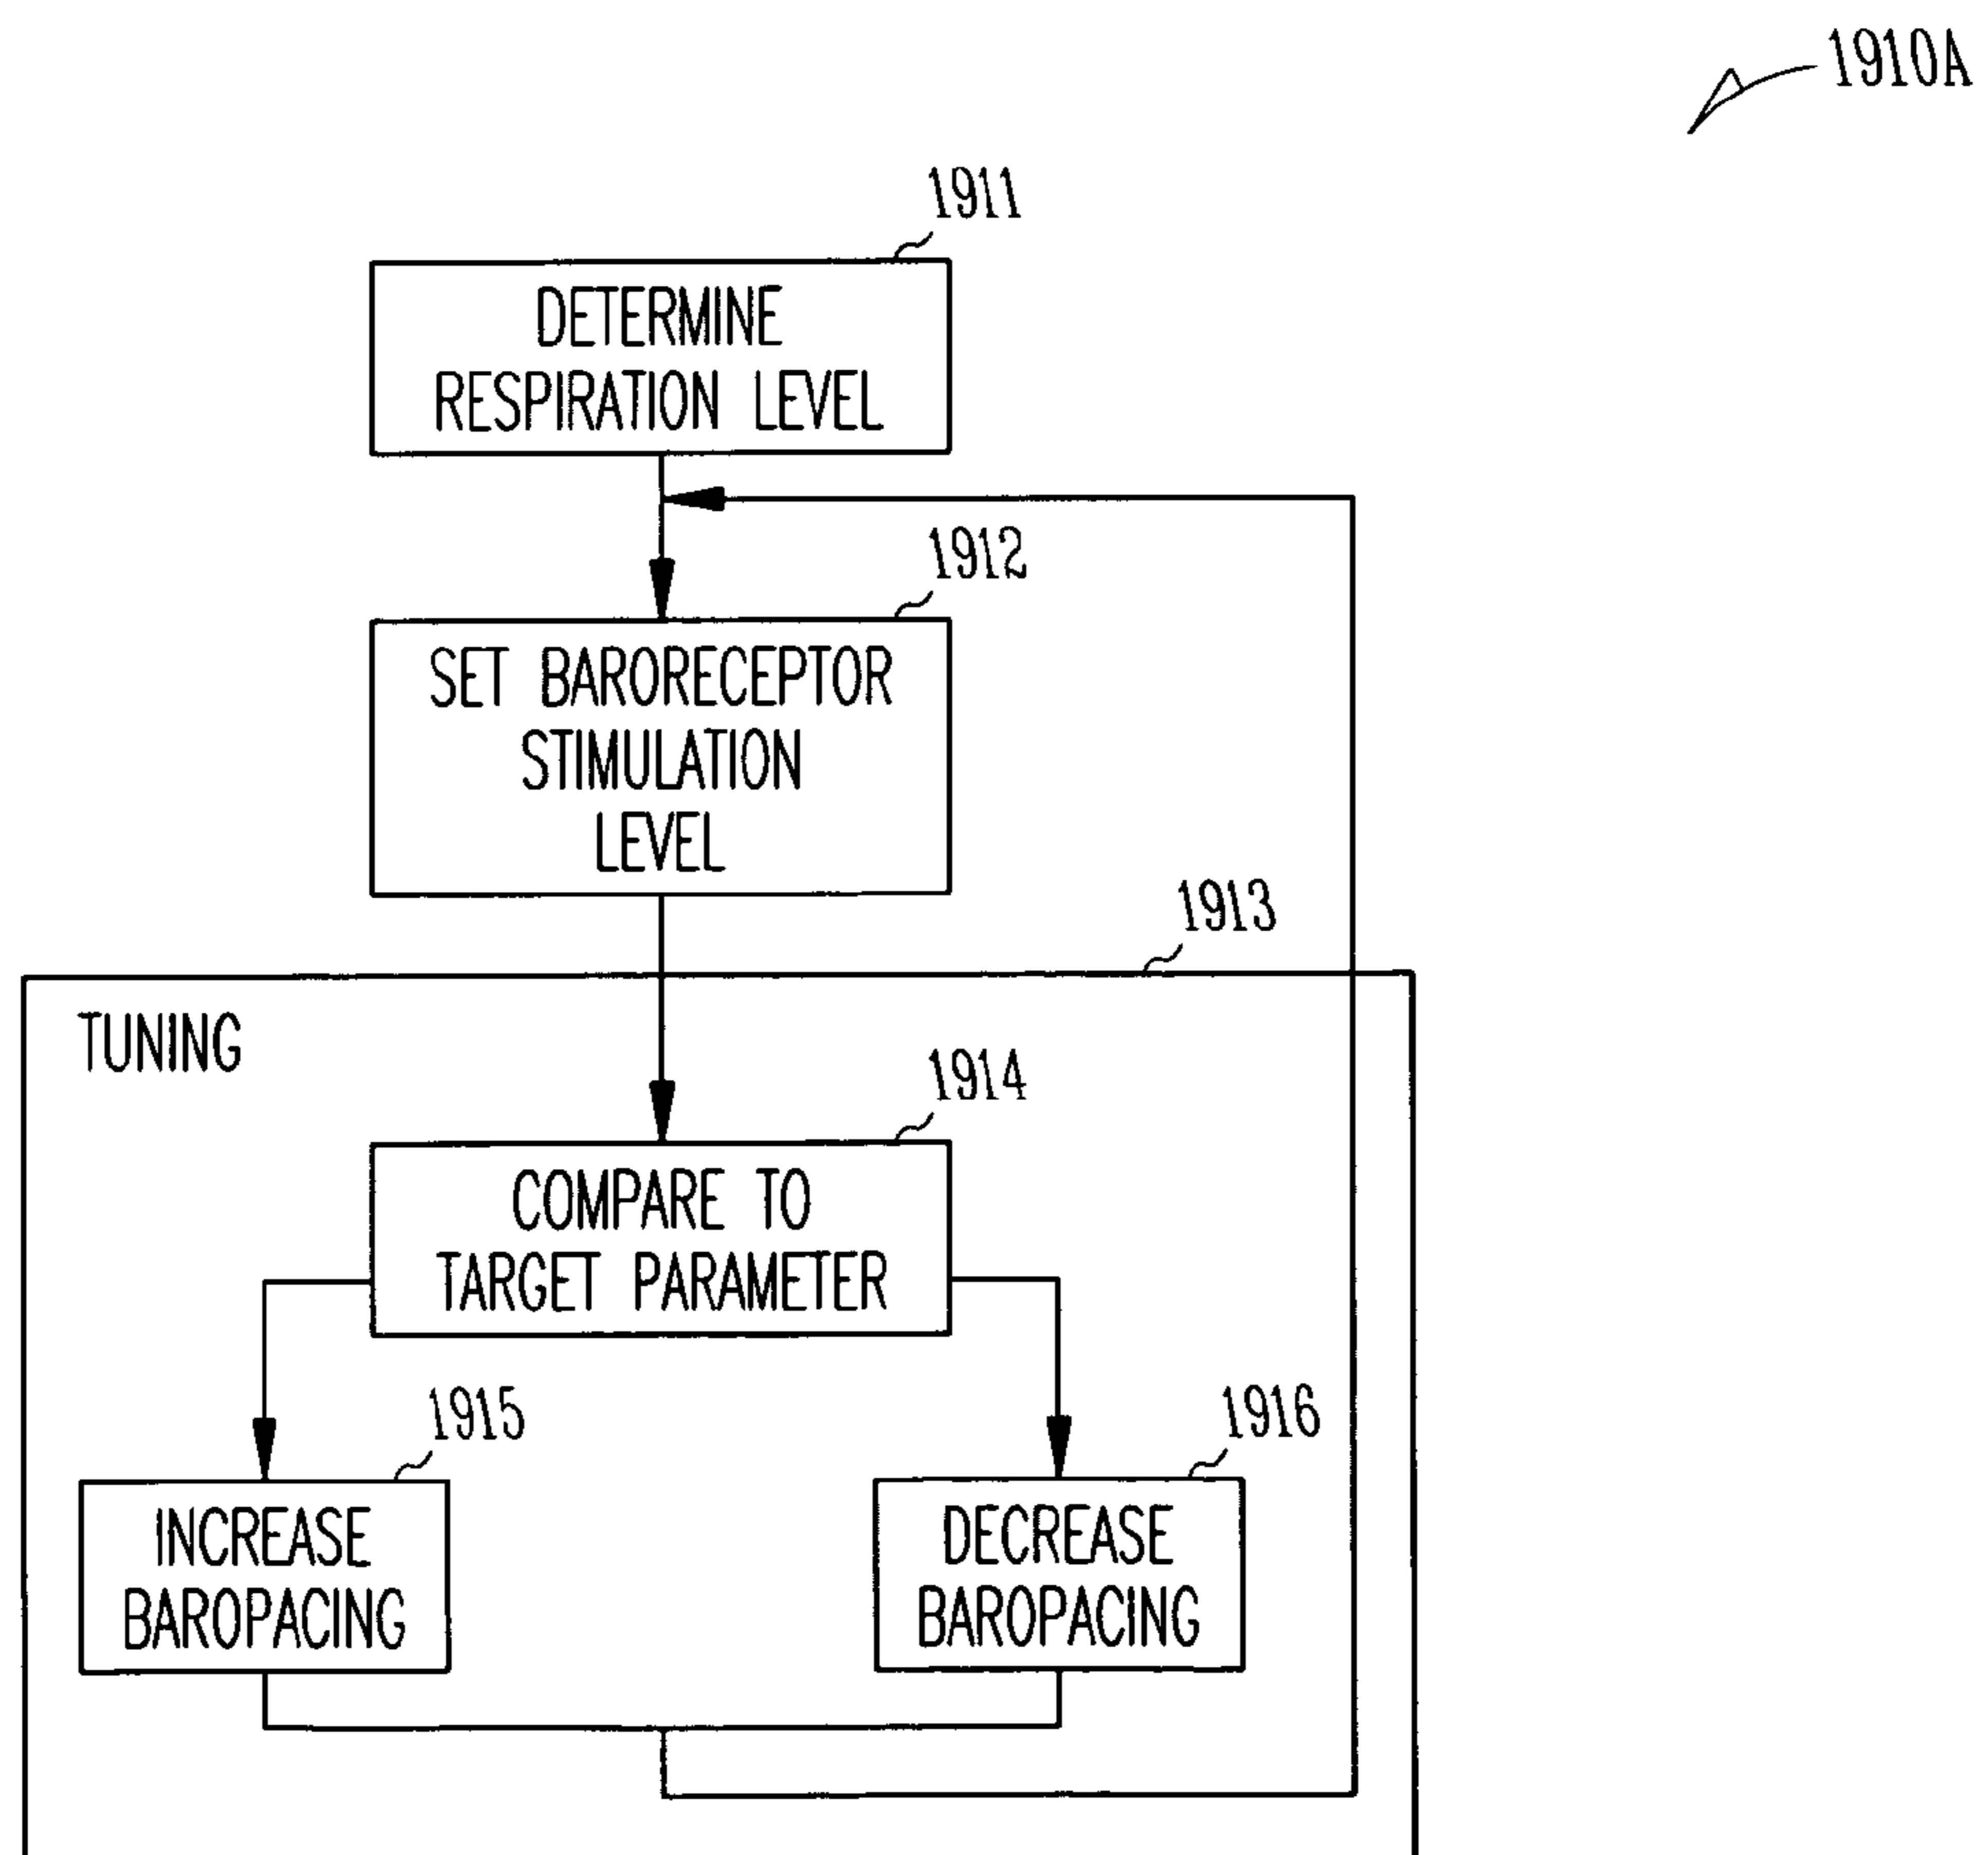 1910A
1911
DETERMINE
RESPIRATION LEVEL
1912
SET BARORECEPTOR
STIMULATION
LEVEL
1913
TUNING
1914
COMPARE TO
TARGET PARAMETER
1915
INCREASE
BAROPACING
1916
DECREASE
BAROPACING